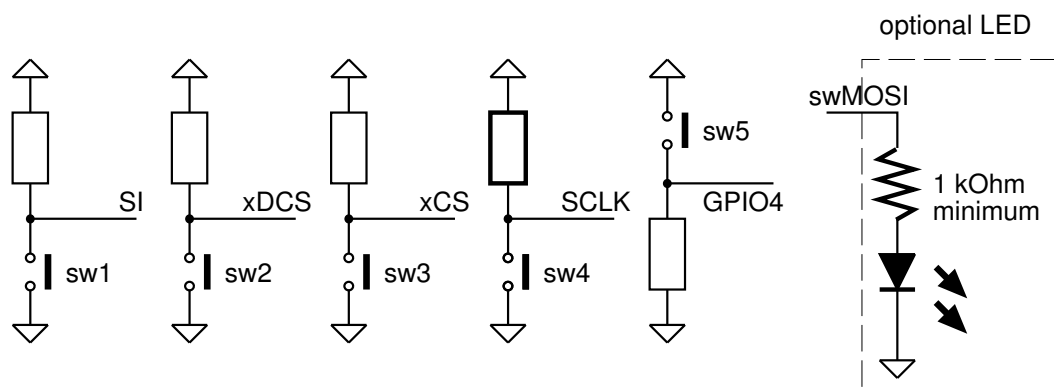 optional LED
swMOSI
sw5
SI
xDCS
xCS
SCLK
GPIO4
1 kOhm
minimum
sw1
sw2
sw3
sw4